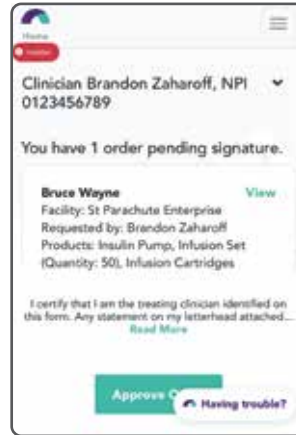 Home
Clinician Brandon Zaharoff, NPI
0123456789
You have 1 order pending signature.
Bruce Wayne View
Facility: St Parachute Enterprise
Requested by: Brandon Zaharoff
Products: Insulin Pump, Infusion Set
(Quantity: 50), Infusion Cartridges
I certify that I am the treating clinician identified on
this form. Any statement on my letterhead attached...
Read More
Approve
Having trouble?